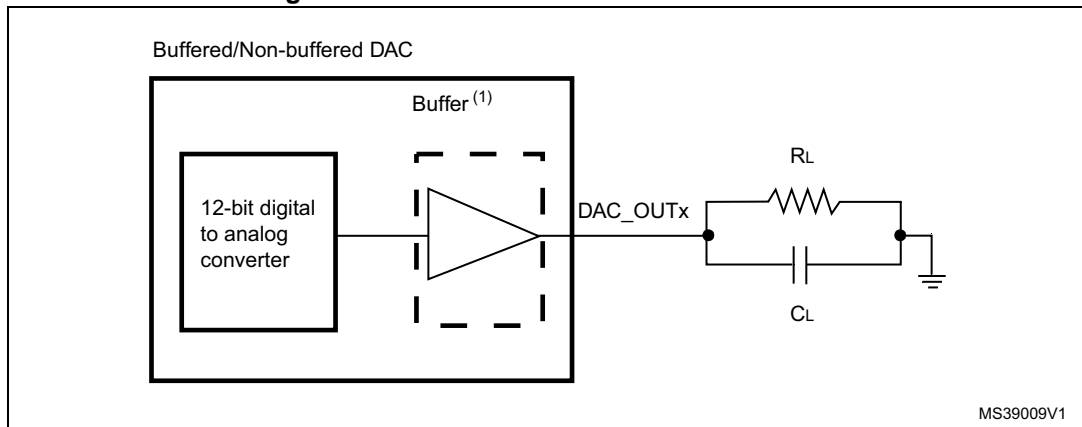 Buffered/Non-buffered DAC
Buffer (1)
12-bit digital
to analog
converter
DAC_OUTx
RL
CL
MS39009V1